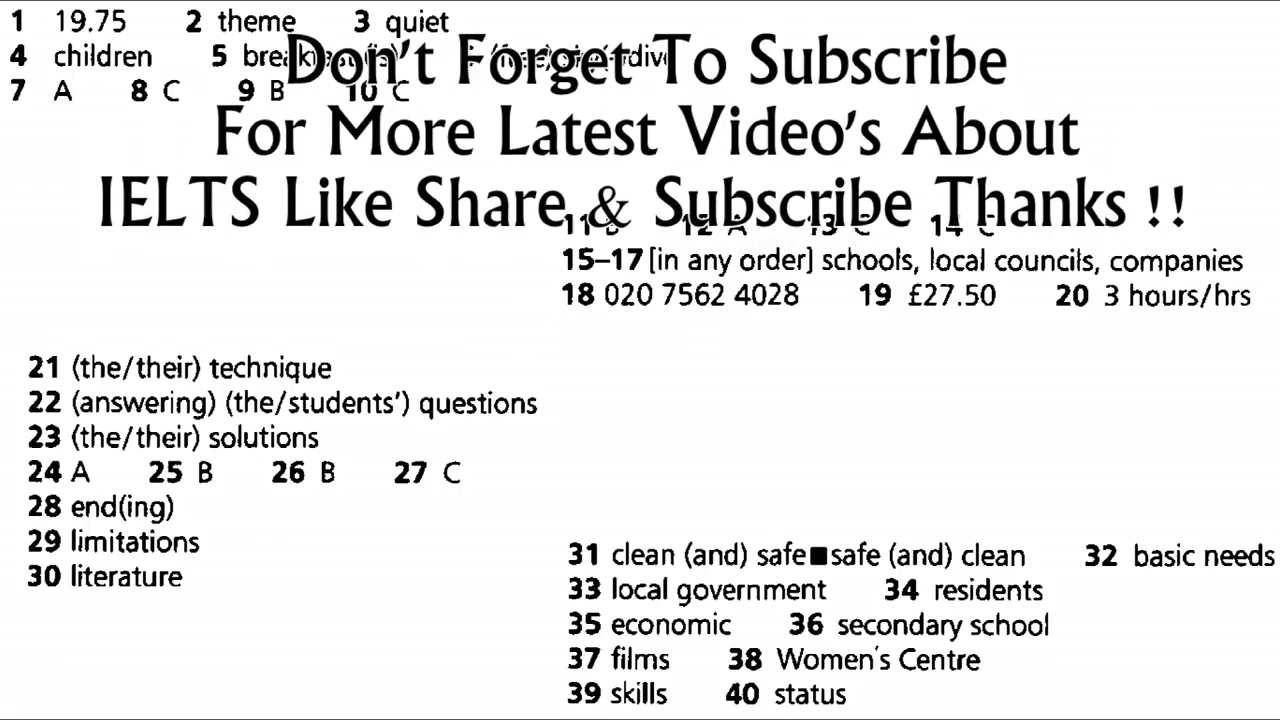 1 19.75 2 theme 3 quiet
4 children 5
7 A 8 C 9 B 10 C
Don't Forget To Subscribe
For More Latest Video's About
IELTS Like Share & Subscribe Thanks !!
11 12 A 13 C 14 C
15–17 [in any order] schools, local councils, companies
18 020 7562 4028 19 £27.50 20 3 hours/hrs
21 (the/their) technique
22 (answering) (the/students') questions
23 (the/their) solutions
24 A 25 B 26 B 27 C
28 end(ing)
29 limitations
30 literature
31 clean (and) safe■safe (and) clean 32 basic needs
33 local government 34 residents
35 economic 36 secondary school
37 films 38 Women's Centre
39 skills 40 status